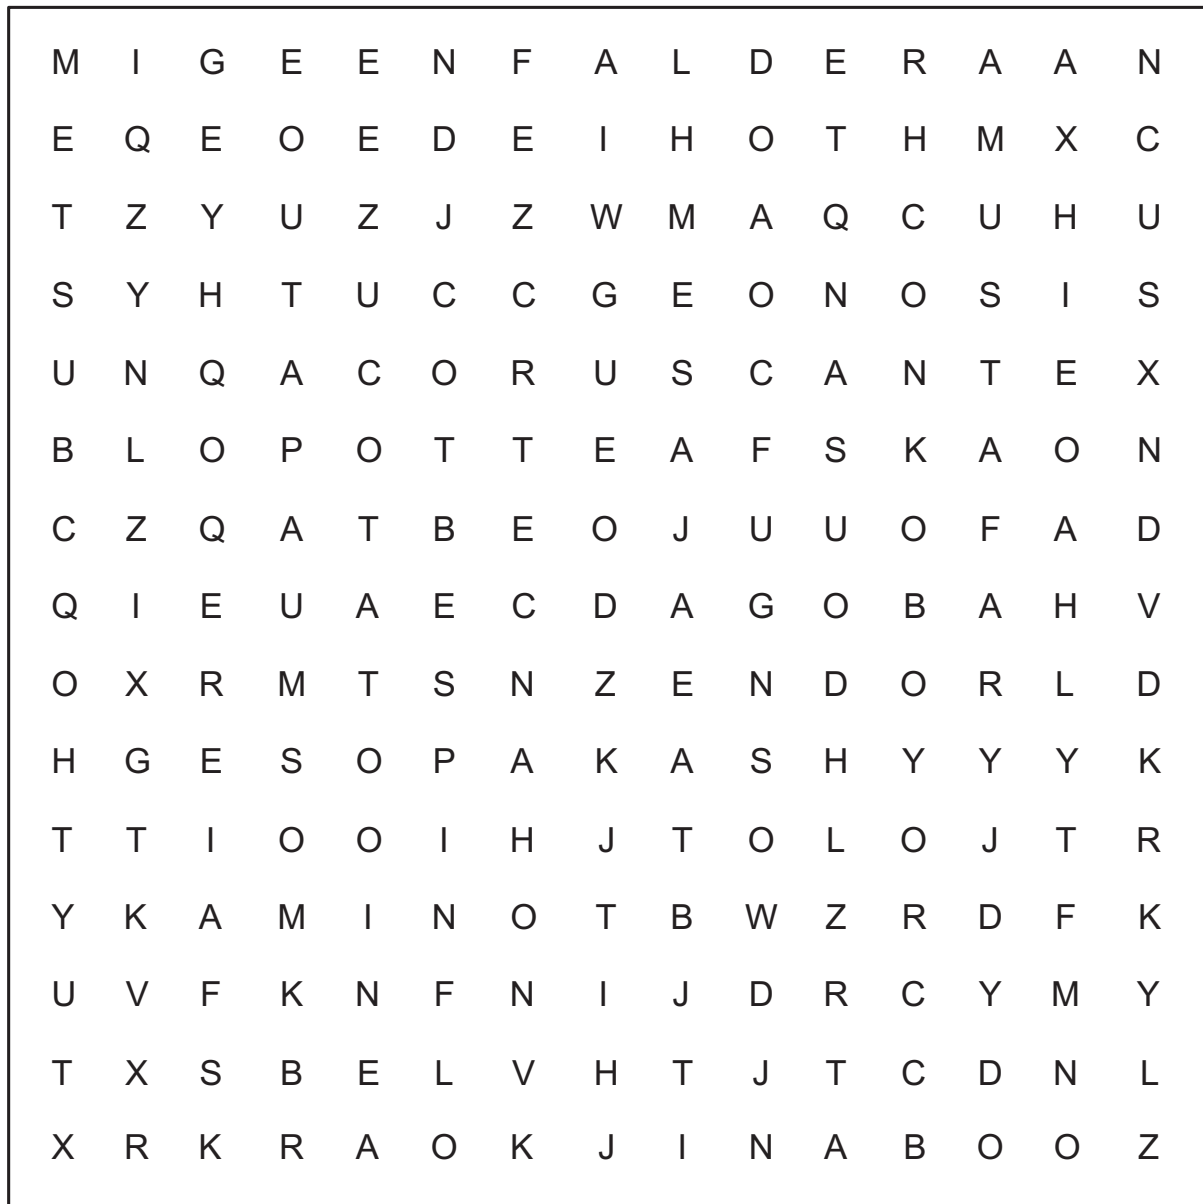 M I G E E N F A L D E R A A N
E Q E O E D E I H O T H M X C
T Z Y U Z J Z W M A Q C U H U
S Y H T U C C G E O N O S I S
U N Q A C O R U S C A N T E X
B L O P O T T E A F S K A O N
C Z Q A T B E O J U U O F A D
Q I E U A E C D A G O B A H V
O X R M T S N Z E N D O R L D
H G E S O P A K A S H Y Y Y K
T T I O O I H J T O L O J T R
Y K A M I N O T B W Z R D F K
U V F K N F N I J D R C Y M Y
T X S B E L V H T J T C D N L
X R K R A O K J I N A B O O Z